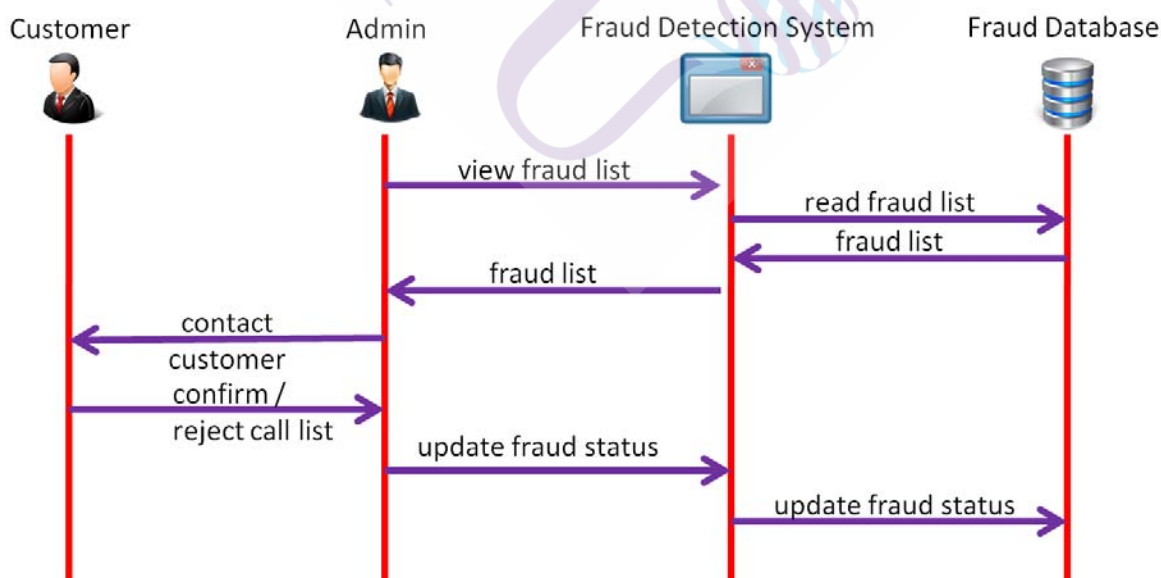 Customer
Admin
Fraud Detection System
Fraud Database
view fraud list
read fraud list
fraud list
fraud list
contact
customer
confirm /
reject call list
update fraud status
update fraud status